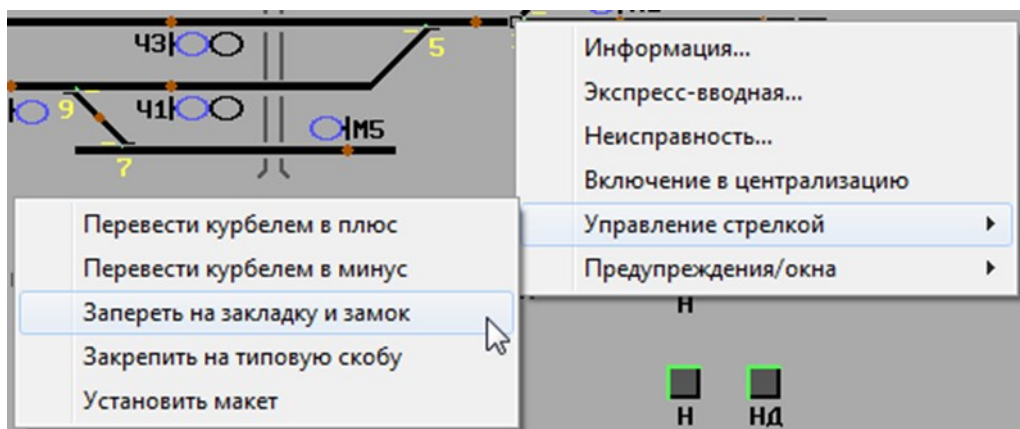 Ч3
5
9
Ч1
М5
7
Информация...
Экспресс-вводная...
Неисправность...
Включение в централизацию
Управление стрелкой
Предупреждения/окна
Перевести курбелем в плюс
Перевести курбелем в минус
Запереть на закладку и замок
Закрепить на типовую скобу
Установить макет
Н
Н
НД